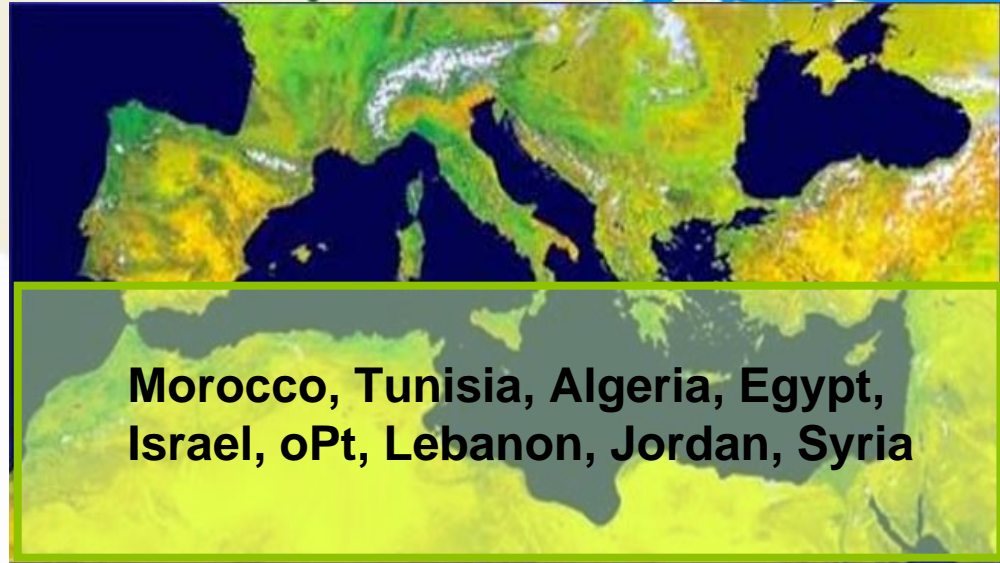 Morocco, Tunisia, Algeria, Egypt,
Israel, oPt, Lebanon, Jordan, Syria